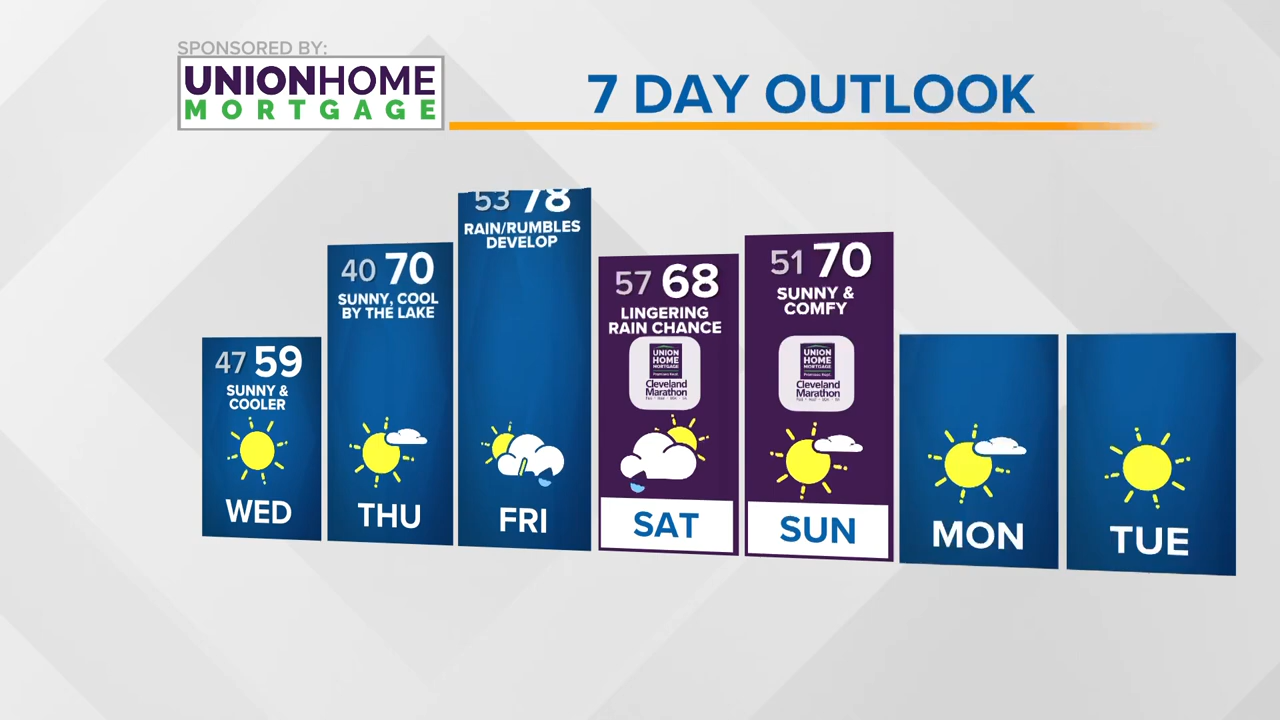 SPONSORED BY:
UNIONHOME
MORTGAGE
7 DAY OUTLOOK
47 59
SUNNY &
COOLER
WED
40 70
SUNNY, COOL
BY THE LAKE
THU
53 78
RAIN/RUMBLES
DEVELOP
FRI
57 68
LINGERING
RAIN CHANCE
UNION
HOME
MORTGAGE
Cleveland
Marathon
SAT
51 70
SUNNY &
COMFY
UNION
HOME
MORTGAGE
Cleveland
Marathon
SUN
MON
TUE